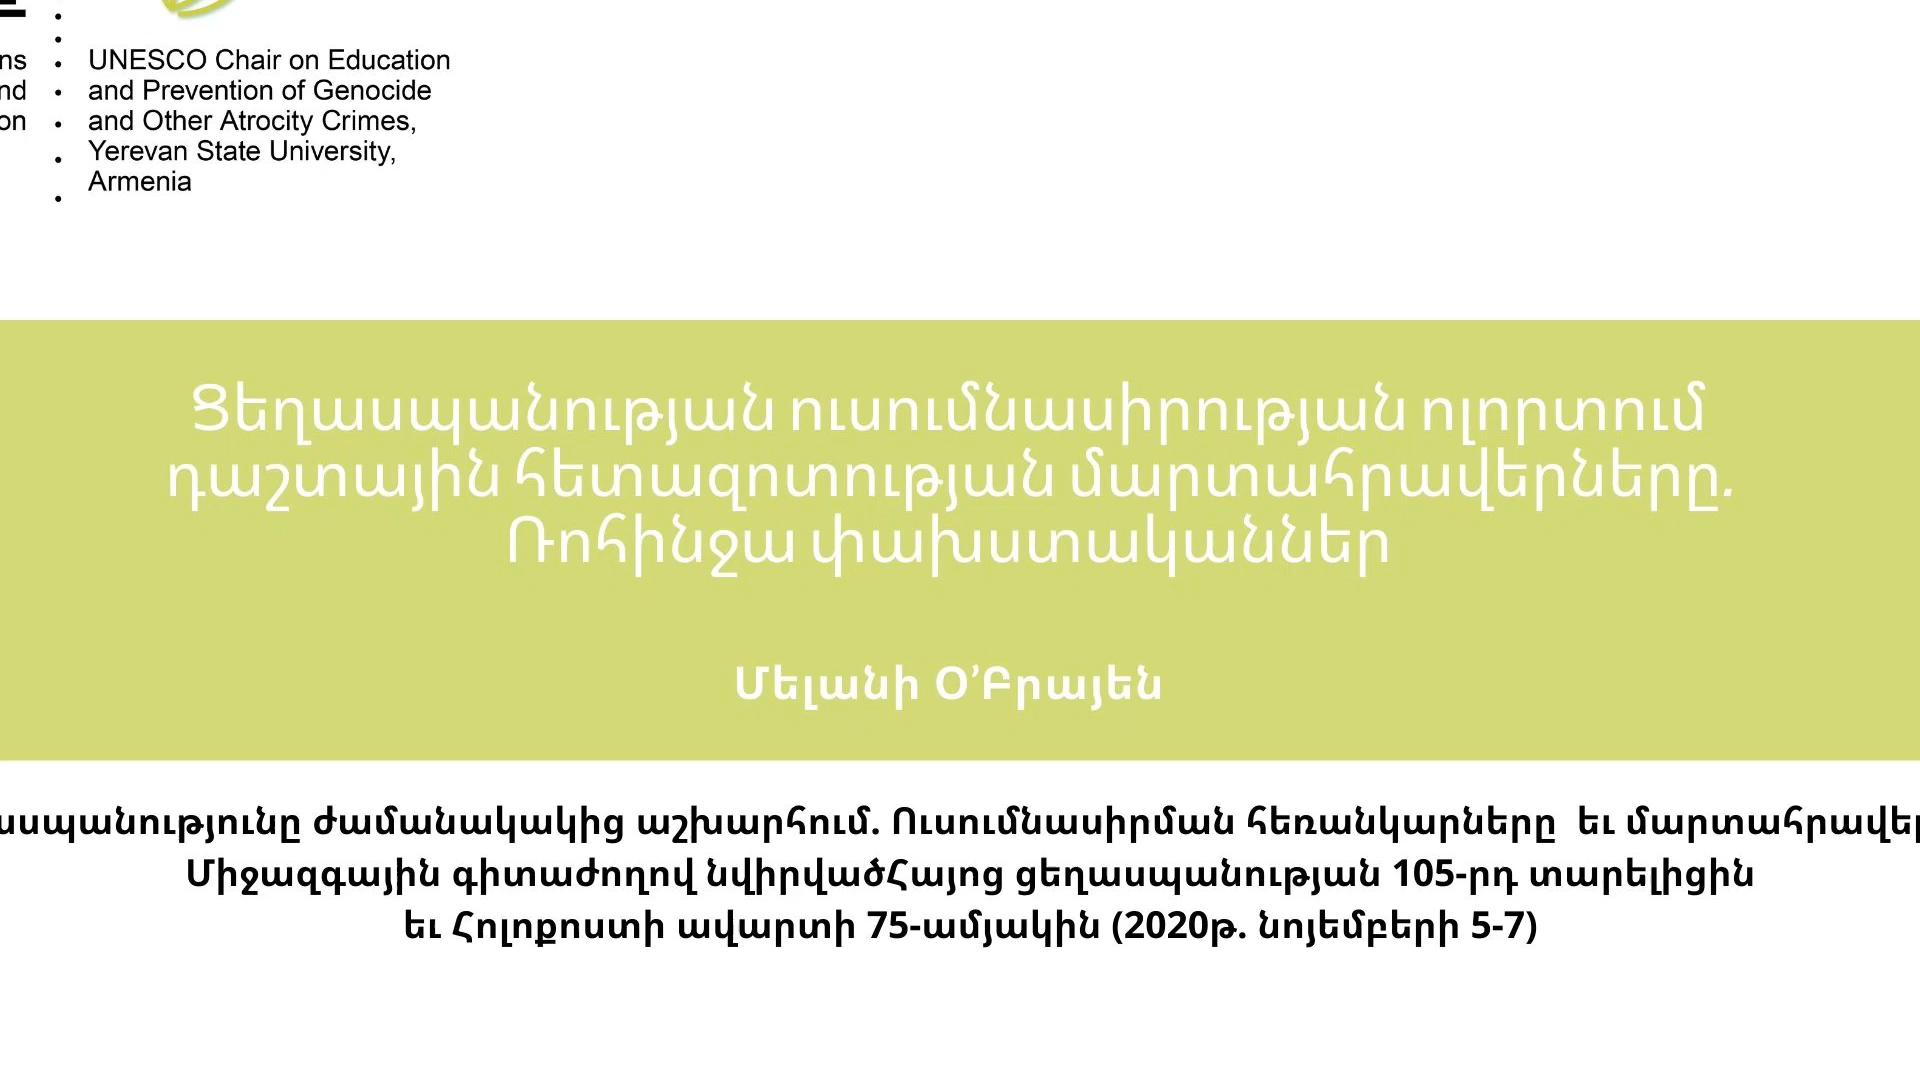 UNESCO Chair on Education
and Prevention of Genocide
and Other Atrocity Crimes,
Yerevan State University,
Armenia
Ցեղասպանության ուսումնասիրության ոլորտում
դաշտային հետազոտության մարտահրավերները.
Ռոհինջա փախստականներ
Մելանի Օ’Բրայեն
ժամանակակից աշխարհում. Ուսումնասիրման հեռանկարները եւ
Միջազգային գիտաժողով նվիրվածՀայոց ցեղասպանության 105-րդ տարելիցին
եւ Հոլոքոստի ավարտի 75-ամյակին (2020թ. նոյեմբերի 5-7)